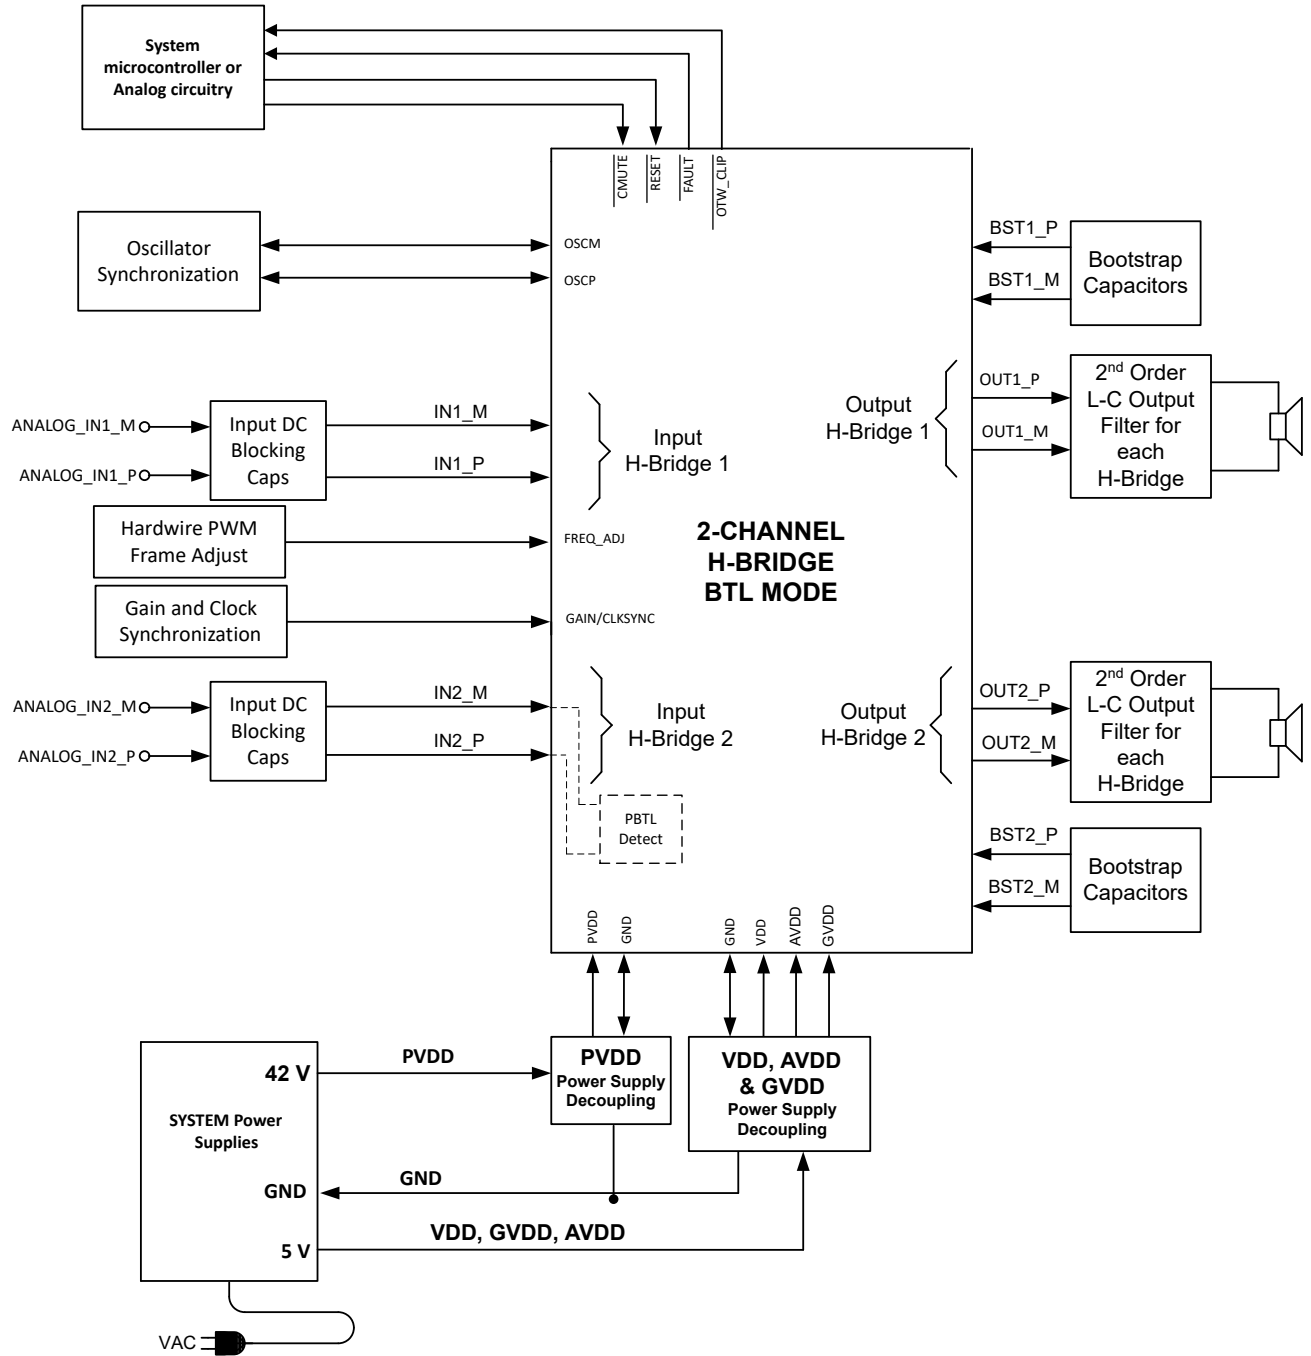 System
microcontroller or
Analog circuitry
CMUTE
RESET
FAULT
OTW_CLIP
Oscillator
Synchronization
OSCM
OSCP
BST1_P
BST1_M
Bootstrap
Capacitors
ANALOG_IN1_M
ANALOG_IN1_P
Input DC
Blocking
Caps
IN1_M
IN1_P
Input
H-Bridge 1
Output
H-Bridge 1
OUT1_P
OUT1_M
2nd Order
L-C Output
Filter for
each
H-Bridge
Hardwire PWM
Frame Adjust
FREQ_ADJ
2-CHANNEL
H-BRIDGE
BTL MODE
Gain and Clock
Synchronization
GAIN/CLKSYNC
ANALOG_IN2_M
ANALOG_IN2_P
Input DC
Blocking
Caps
IN2_M
IN2_P
Input
H-Bridge 2
Output
H-Bridge 2
OUT2_P
OUT2_M
2nd Order
L-C Output
Filter for
each
H-Bridge
PBTL
Detect
BST2_P
BST2_M
Bootstrap
Capacitors
PVDD
GND
GND
VDD
AVDD
GVDD
42 V
PVDD
PVDD
Power Supply
Decoupling
VDD, AVDD
& GVDD
Power Supply
Decoupling
SYSTEM Power
Supplies
GND
GND
5 V
VDD, GVDD, AVDD
VAC